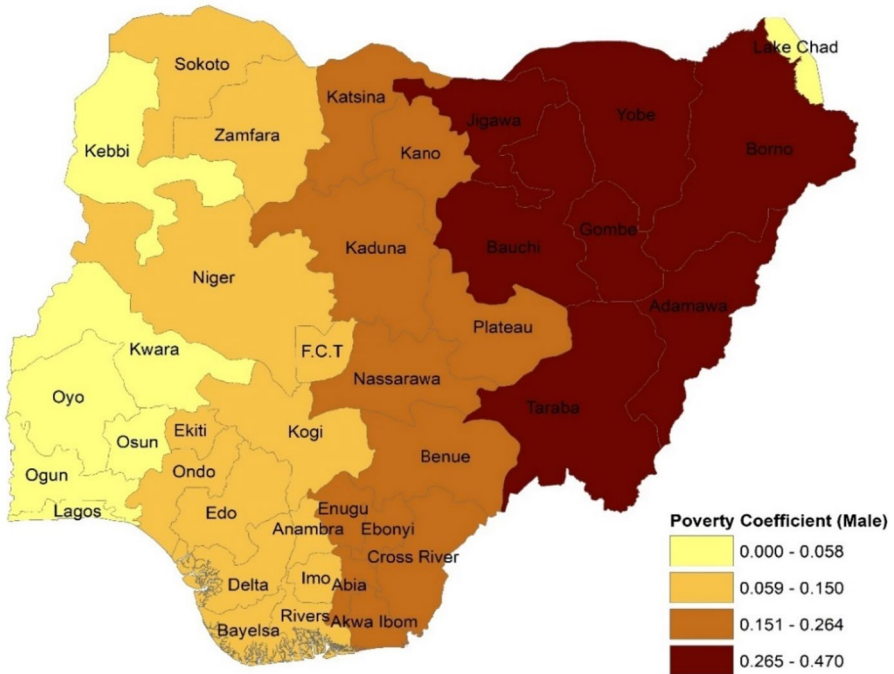 Lake Chad
Sokoto
Katsina
Jigawa
Yobe
Zamfara
Kebbi
Kano
Borno
Kaduna
Bauchi
Gombe
Niger
Adamawa
Plateau
Kwara
F.C.T
Nassarawa
Oyo
Taraba
Osun
Ekiti
Kogi
Benue
Ogun
Ondo
Lagos
Edo
Enugu
Anambra
Ebonyi
Cross River
Delta
Imo
Abia
Rivers
Akwa Ibom
Bayelsa
Poverty Coefficient (Male)
0.000 - 0.058
0.059 - 0.150
0.151 - 0.264
0.265 - 0.470